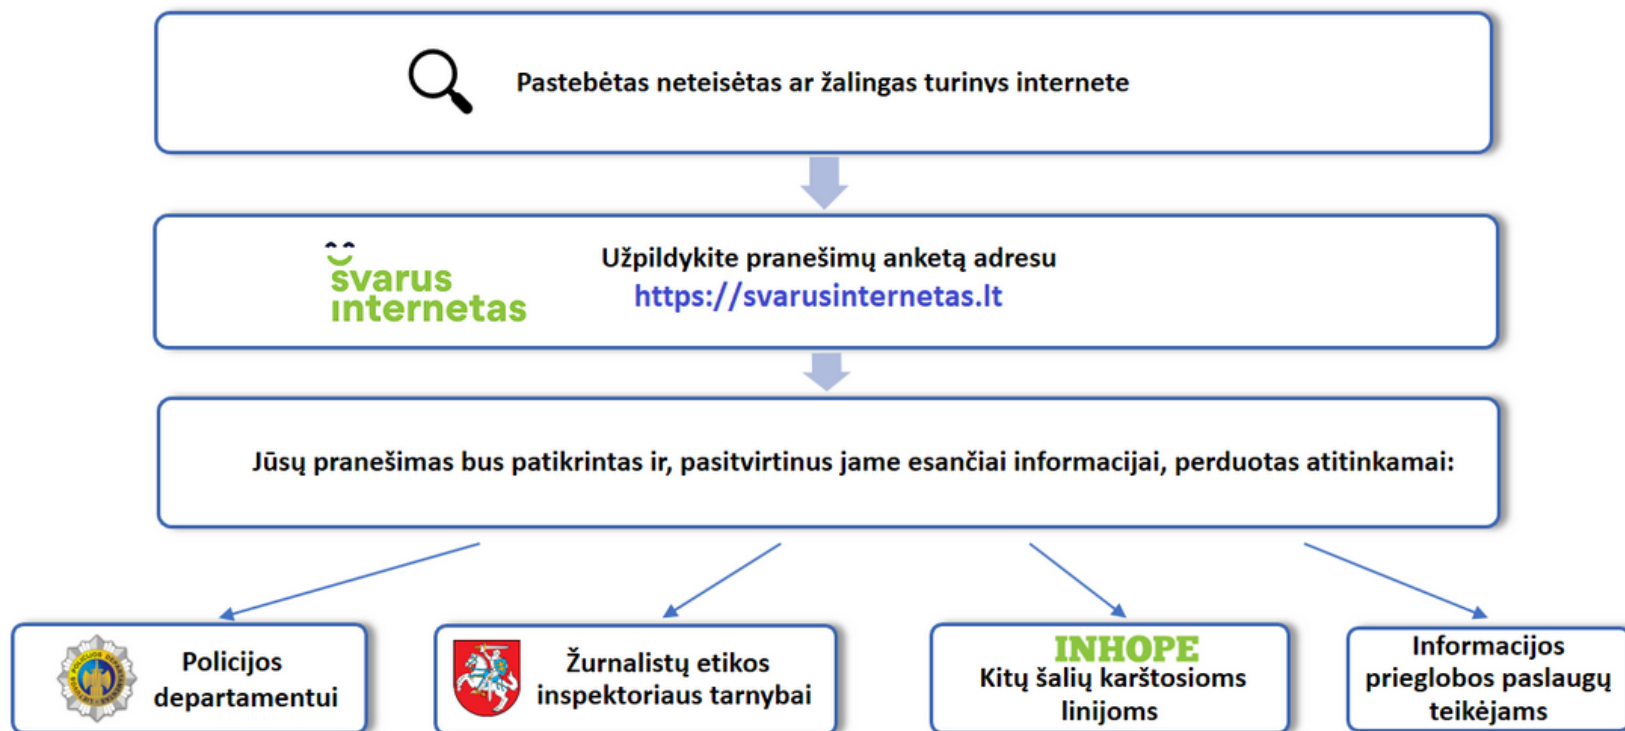 Pastebėtas neteisėtas ar žalingas turinys internete
švarus
internetas
Užpildykite pranešimų anketą adresu
https://svarusinternetas.lt
Jūsų pranešimas bus patikrintas ir, pasitvirtinus jame esančiai informacijai, perduotas atitinkamai:
Policijos
departamentui
Žurnalistų etikos
inspektoriaus tarnybai
INHOPE
Kitų šalių karštosioms
linijoms
Informacijos
prieglobos paslaugų
teikėjams